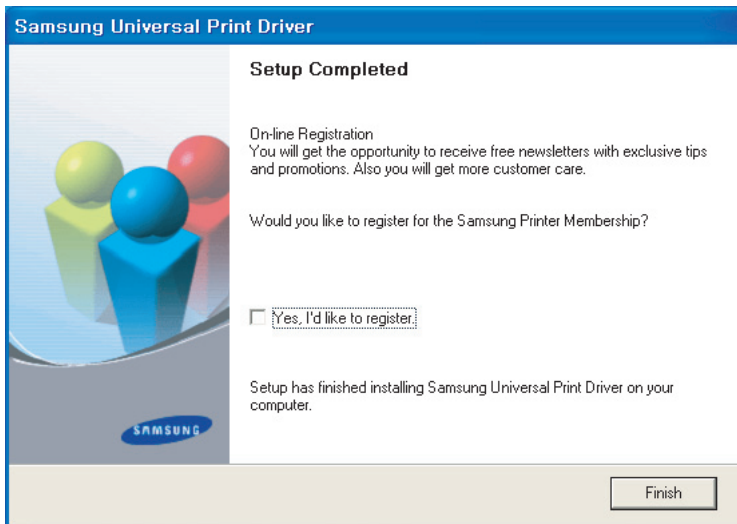 Samsung Universal Print Driver
Setup Completed
On-line Registration
You will get the opportunity to receive free newsletters with exclusive tips
and promotions. Also you will get more customer care.
Would you like to register for the Samsung Printer Membership?
Yes, I'd like to register.
Setup has finished installing Samsung Universal Print Driver on your
computer.
SAMSUNG
Finish